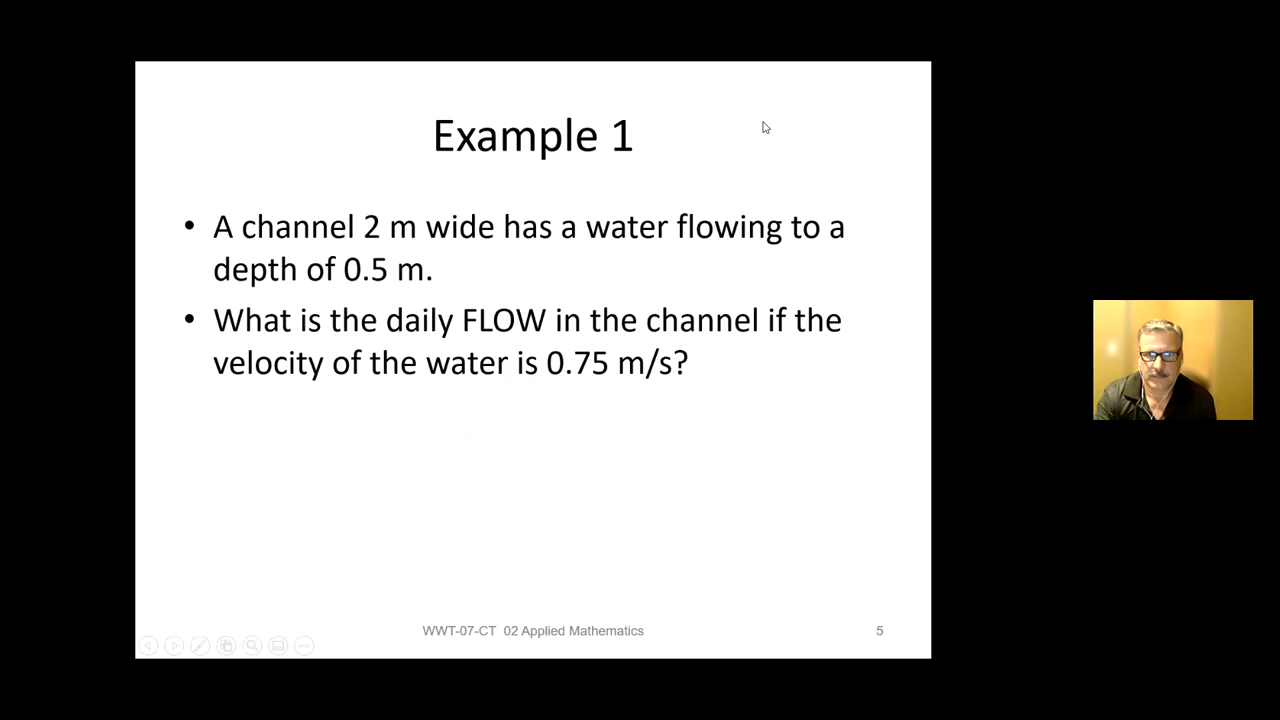 Example 1
• A channel 2 m wide has a water flowing to a
depth of 0.5 m.
• What is the daily FLOW in the channel if the
velocity of the water is 0.75 m/s?
WWT-07-CT 02 Applied Mathematics
5